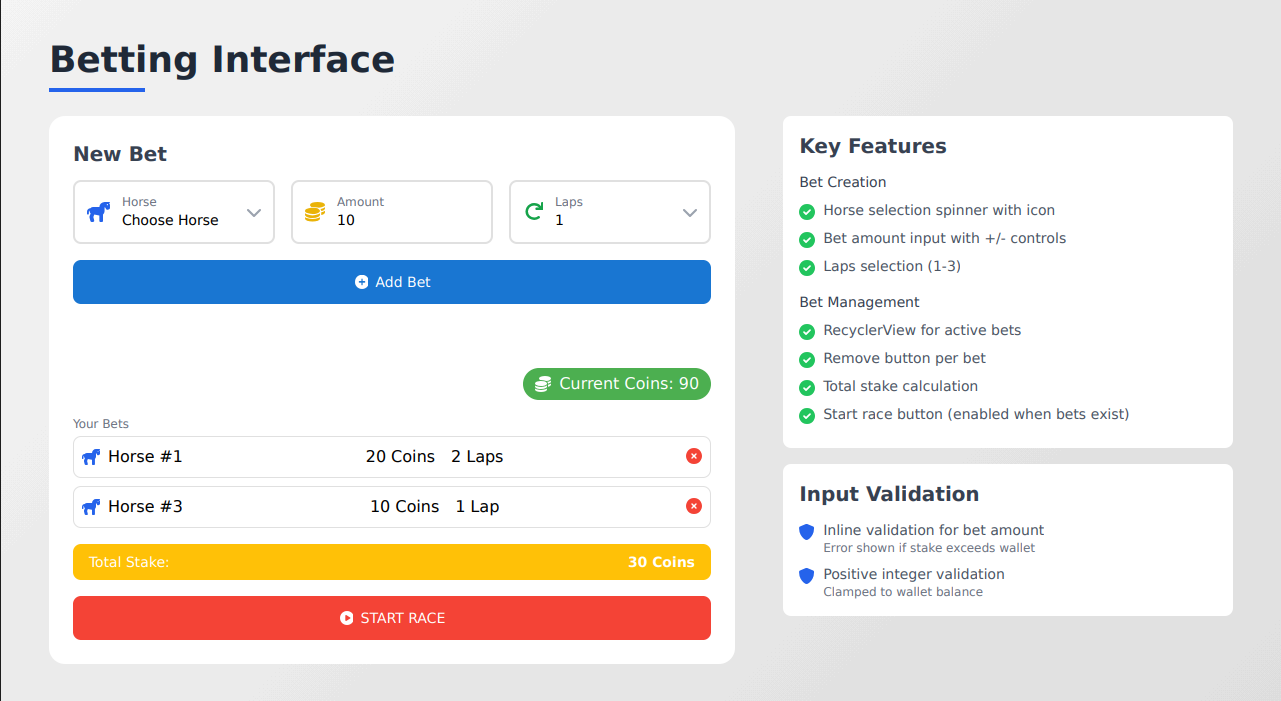 Betting Interface
New Bet
Horse
Choose Horse
Amount
10
Laps
1
Add Bet
Current Coins: 90
Your Bets
Horse #1 20 Coins 2 Laps
Horse #3 10 Coins 1 Lap
Total Stake: 30 Coins
START RACE
Key Features
Bet Creation
Horse selection spinner with icon
Bet amount input with +/- controls
Laps selection (1-3)
Bet Management
RecyclerView for active bets
Remove button per bet
Total stake calculation
Start race button (enabled when bets exist)
Input Validation
Inline validation for bet amount
Error shown if stake exceeds wallet
Positive integer validation
Clamped to wallet balance